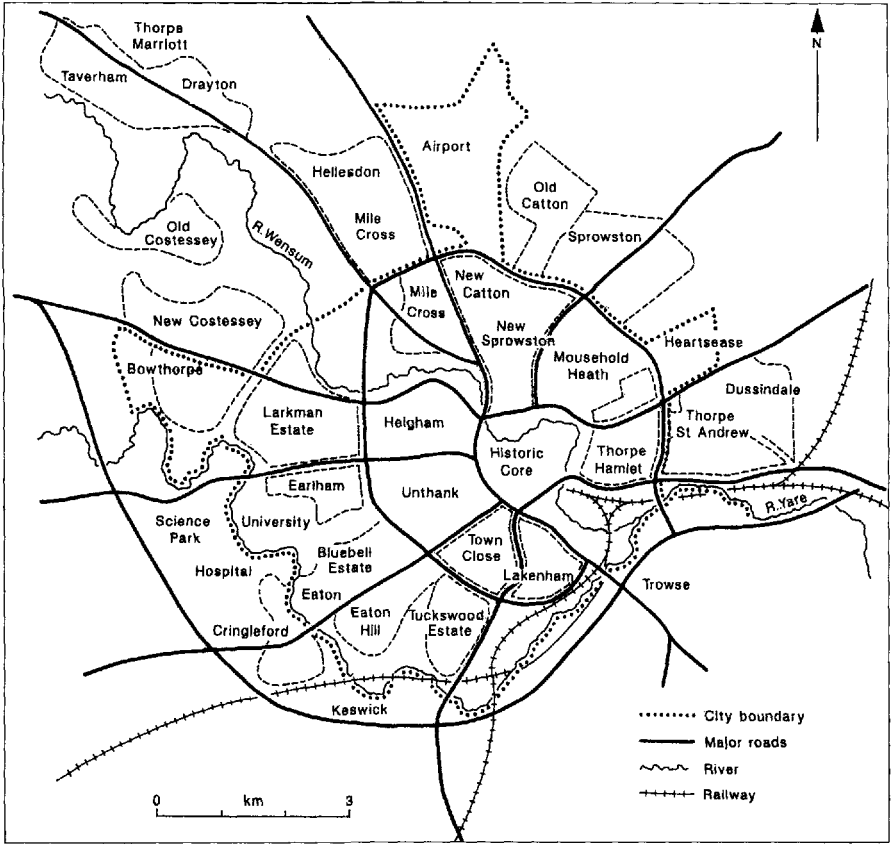 Thorpe
Marriott
Taverham
Drayton
N
Airport
Hellesdon
Old
Catton
Mile
Cross
Old
Costessey
Sprowston
R.Wensum
New
Catton
Mile
Cross
New Costessey
New
Sprowston
Heartsease
Mousehold
Heath
Bowthorpe
Dussindale
Larkman
Estate
Helgham
Thorpe
St Andrew
Historic
Core
Thorpe
Hamlet
Earlham
Unthank
R.Yare
Science
Park
University
Town
Close
Bluebell
Estate
Hospital
Lakenham
Trowse
Eaton
Eaton
Hill
Tuckswood
Estate
Cringleford
Keswick
City boundary
Major roads
River
Railway
0 km 3